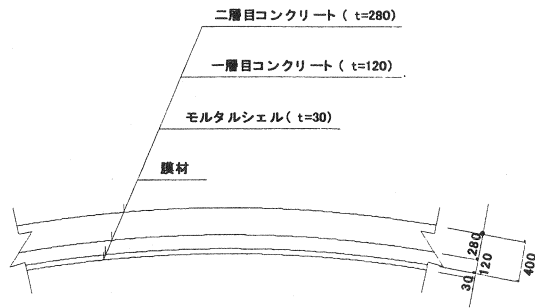 二層目コンクリート( t=280)
一層目コンクリート( t=120)
モルタルシェル( t=30)
膜材
280
120
30
400